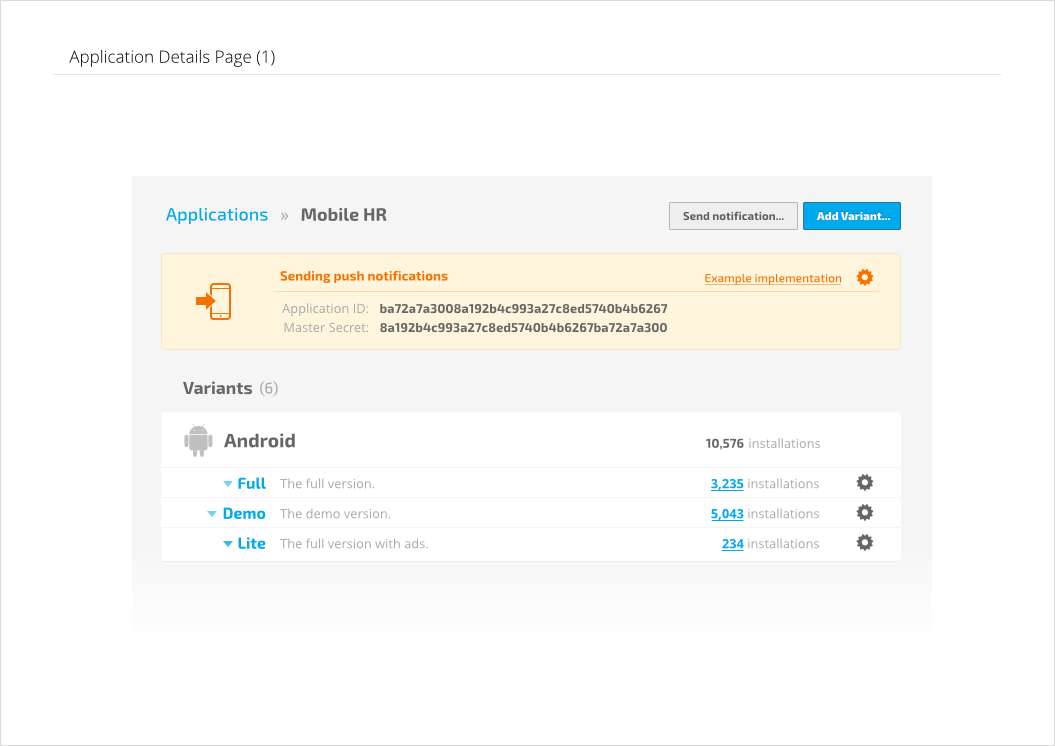 Application Details Page (1)
Applications » Mobile HR
Send notification...
Add Variant...
Sending push notifications
Example implementation
Application ID: ba72a7a3008a192b4c993a27c8ed5740b4b6267
Master Secret: 8a192b4c993a27c8ed5740b4b6267ba72a7a300
Variants (6)
Android 10,576 installations
Full The full version. 3,235 installations
Demo The demo version. 5,043 installations
Lite The full version with ads. 234 installations